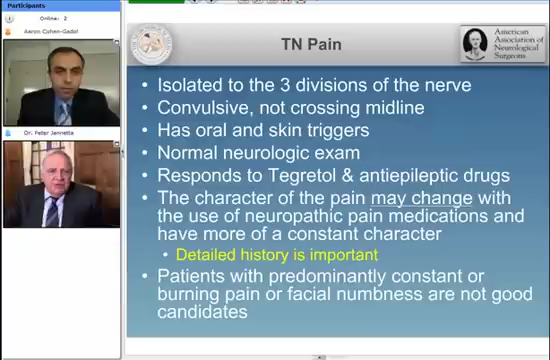 Participants
Online: 2
Aaron Cohen-Gadol
Dr. Peter Jannetta
TN Pain
American
Association of
Neurological
Surgeons
• Isolated to the 3 divisions of the nerve
• Convulsive, not crossing midline
• Has oral and skin triggers
• Normal neurologic exam
• Responds to Tegretol & antiepileptic drugs
• The character of the pain may change with
the use of neuropathic pain medications and
have more of a constant character
• Detailed history is important
• Patients with predominantly constant or
burning pain or facial numbness are not good
candidates